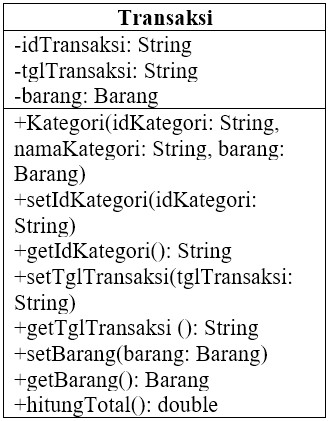 Transaksi
-idTransaksi: String
-tglTransaksi: String
-barang: Barang
+Kategori(idKategori: String,
namaKategori: String, barang:
Barang)
+setIdKategori(idKategori:
String)
+getIdKategori(): String
+setTglTransaksi(tglTransaksi:
String)
+getTglTransaksi (): String
+setBarang(barang: Barang)
+getBarang(): Barang
+hitungTotal(): double